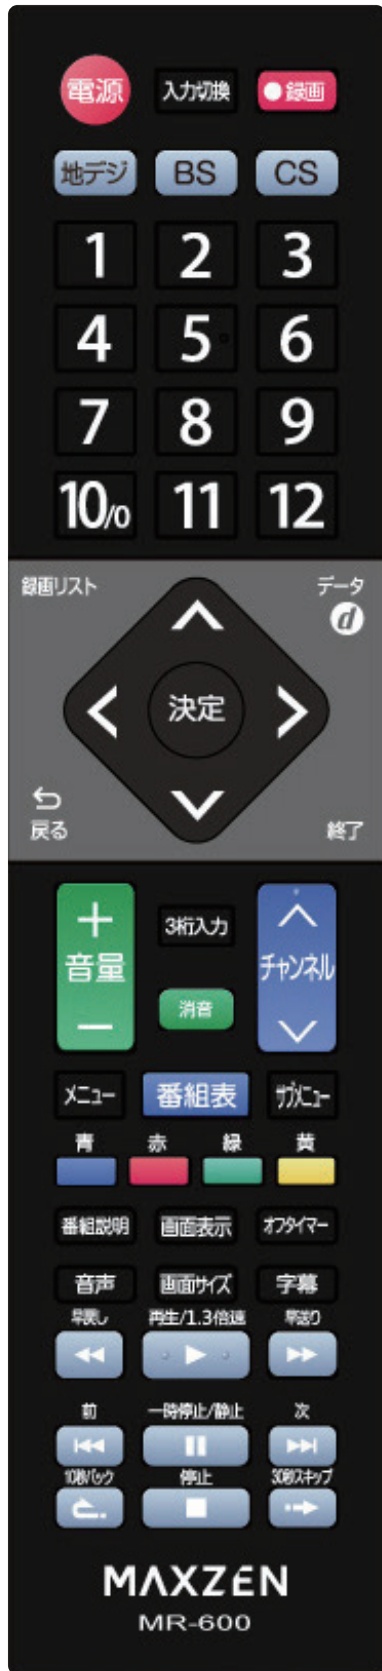 電源 入力切換 ●録画
地デジ BS CS
1 2 3
4 5 6
7 8 9
10/0 11 12
録画リスト データ
d
決定
戻る 終了
+ 3桁入力
音量 チャンネル
− 消音
メニュー 番組表 サブメニュー
青 赤 緑 黄
番組説明 画面表示 オフタイマー
音声 画面サイズ 字幕
早戻し 再生/1.3倍速 早送り
前 一時停止/静止 次
10秒バック 停止 30秒スキップ
MAXZEN
MR-600